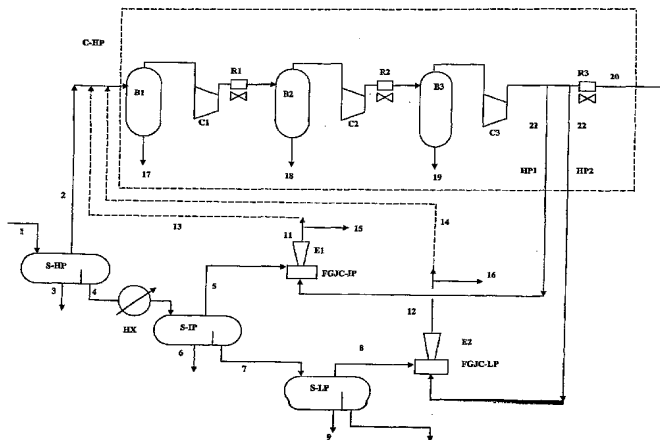 C-HP
R1
R2
R3
20
B1
B2
B3
C1
C2
C3
21
22
17
18
19
HP1
HP2
2
13
14
1
11
15
E1
S-HP
5
FGJC-IP
16
3
4
12
HX
S-IP
E2
8
6
7
FGJC-LP
S-LP
9